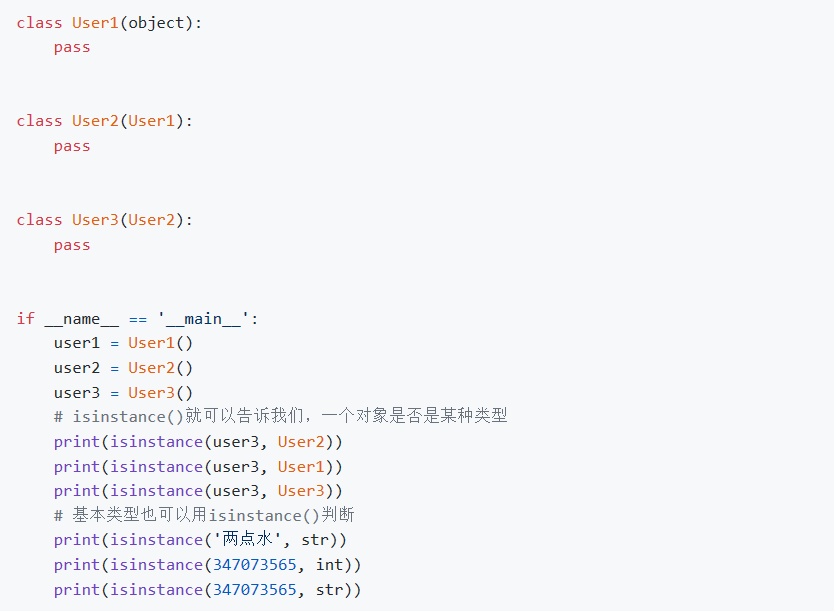 class User1(object):
    pass
class User2(User1):
    pass
class User3(User2):
    pass
if __name__ == '__main__':
    user1 = User1()
    user2 = User2()
    user3 = User3()
    # isinstance()就可以告诉我们，一个对象是否是某种类型
    print(isinstance(user3, User2))
    print(isinstance(user3, User1))
    print(isinstance(user3, User3))
    # 基本类型也可以用isinstance()判断
    print(isinstance('两点水', str))
    print(isinstance(347073565, int))
    print(isinstance(347073565, str))